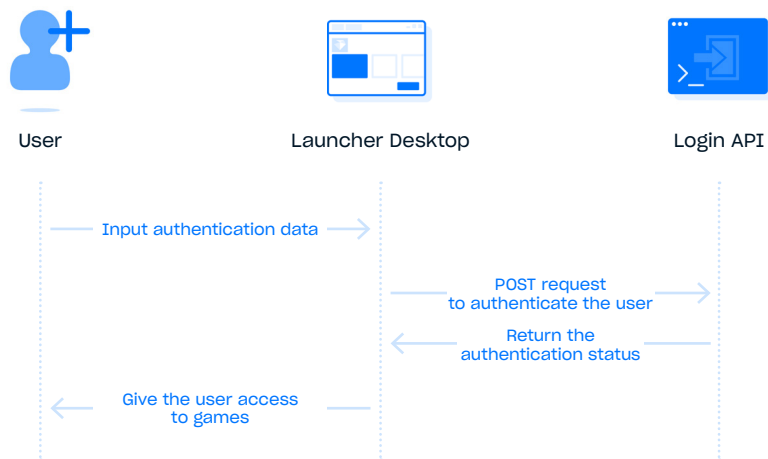 User
Launcher Desktop
Login API
Input authentication data
POST request
to authenticate the user
Return the
authentication status
Give the user access
to games